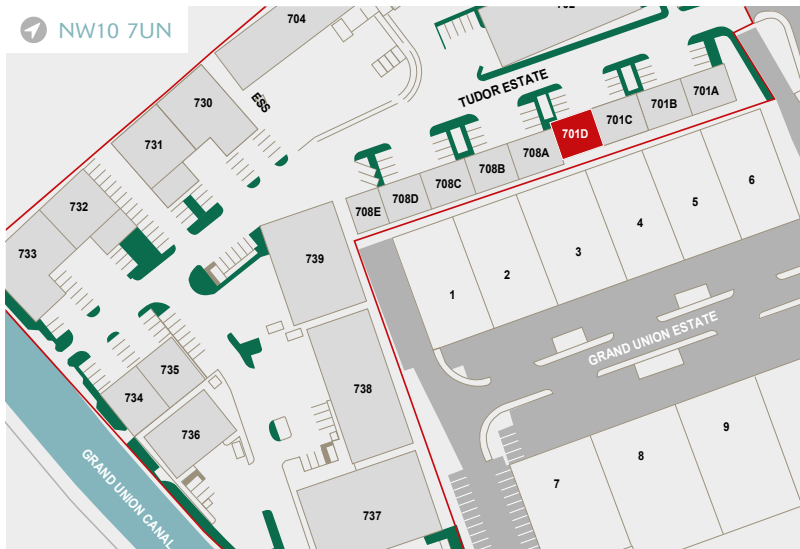 NW10 7UN
704
TUDOR ESTATE
730
ESS
731
701A
701B
701C
701D
708A
708B
708C
708D
708E
732
733
739
6
5
4
3
2
1
GRAND UNION ESTATE
735
734
738
736
9
8
7
737
GRAND UNION CANAL